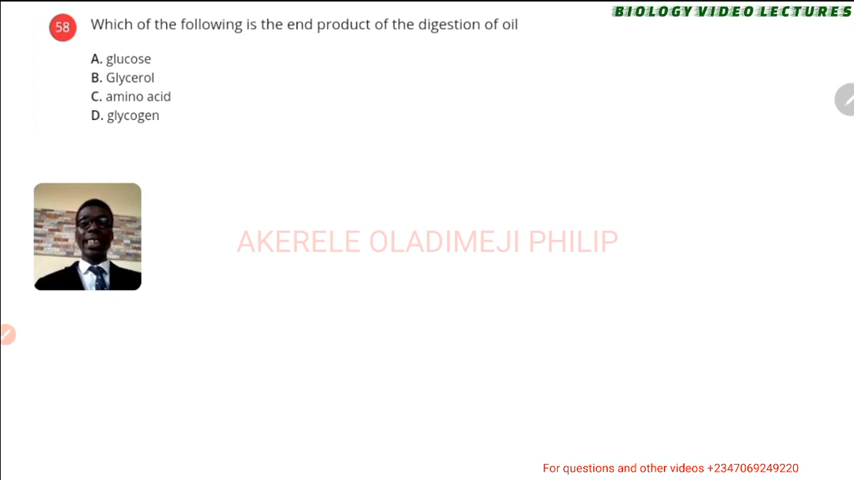 BIOLOGY VIDEO LECTURES
58 Which of the following is the end product of the digestion of oil
A. glucose
B. Glycerol
C. amino acid
D. glycogen
AKERELE OLADIMEJI PHILIP
For questions and other videos +2347069249220